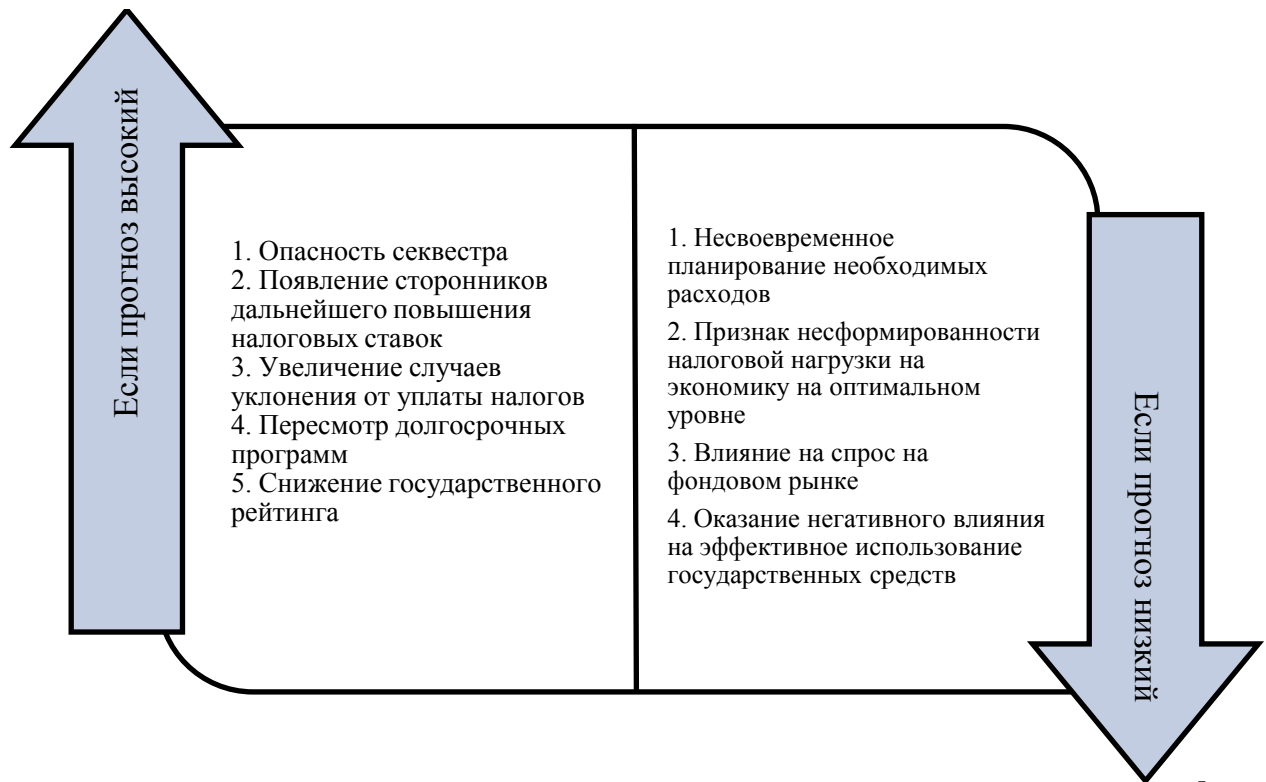 Если прогноз высокий
1. Опасность секвестра
2. Появление сторонников
дальнейшего повышения
налоговых ставок
3. Увеличение случаев
уклонения от уплаты налогов
4. Пересмотр долгосрочных
программ
5. Снижение государственного
рейтинга
1. Несвоевременное
планирование необходимых
расходов
2. Признак несформированности
налоговой нагрузки на
экономику на оптимальном
уровне
3. Влияние на спрос на
фондовом рынке
4. Оказание негативного влияния
на эффективное использование
государственных средств
Если прогноз низкий